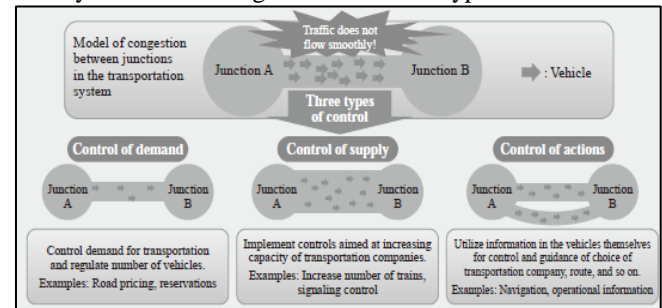 Traffic does not
flow smoothly!
Model of congestion
between junctions
in the transportation
system
Junction A
Junction B
: Vehicle
Three types
of control
Control of demand
Control of supply
Control of actions
Junction
A
Junction
B
Junction
A
Junction
B
Junction
A
Junction
B
Control demand for transportation
and regulate number of vehicles.
Examples: Road pricing, reservations
Implement controls aimed at increasing
capacity of transportation companies.
Examples: Increase number of trains,
signaling control
Utilize information in the vehicles themselves
for control and guidance of choice of
transportation company, route, and so on.
Examples: Navigation, operational information